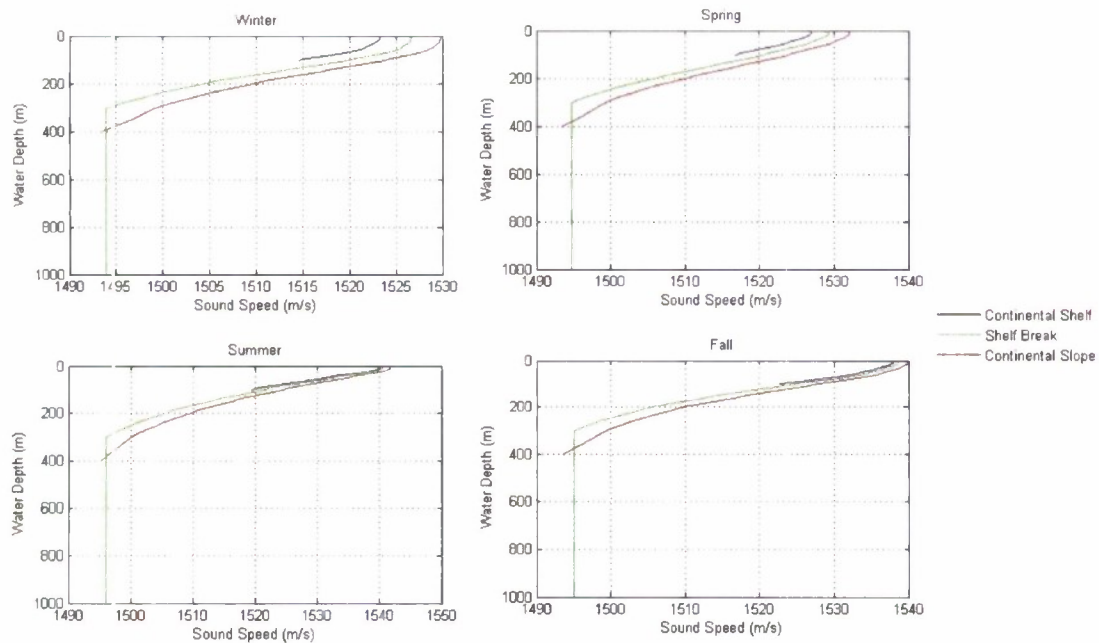 Winter
0
200
400
600
800
1000
Water Depth (m)
1490 1495 1500 1505 1510 1515 1520 1525 1530
Sound Speed (m/s)
Spring
0
200
400
600
800
1000
Water Depth (m)
1490 1500 1510 1520 1530 1540
Sound Speed (m/s)
Continental Shelf
Shelf Break
Continental Slope
Summer
0
200
400
600
800
1000
Water Depth (m)
1490 1500 1510 1520 1530 1540 1550
Sound Speed (m/s)
Fall
0
200
400
600
800
1000
Water Depth (m)
1490 1500 1510 1520 1530 1540
Sound Speed (m/s)